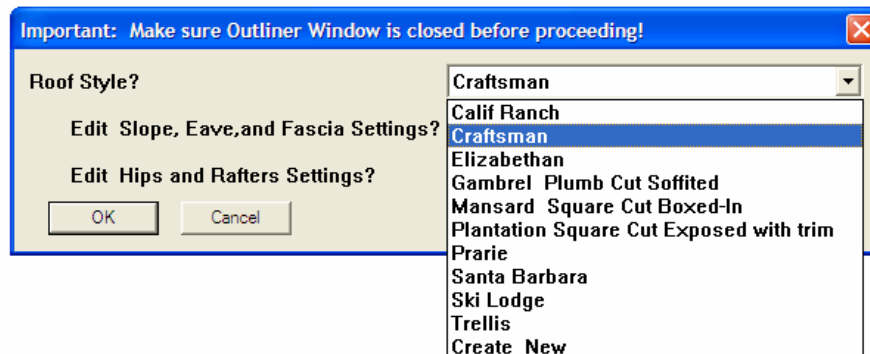 Important: Make sure Outliner Window is closed before proceeding!
Roof Style?
Craftsman
Calif Ranch
Craftsman
Edit Slope, Eave,and Fascia Settings?
Elizabethan
Edit Hips and Rafters Settings?
Gambrel Plumb Cut Soffited
Mansard Square Cut Boxed-In
OK
Cancel
Plantation Square Cut Exposed with trim
Prarie
Santa Barbara
Ski Lodge
Trellis
Create New